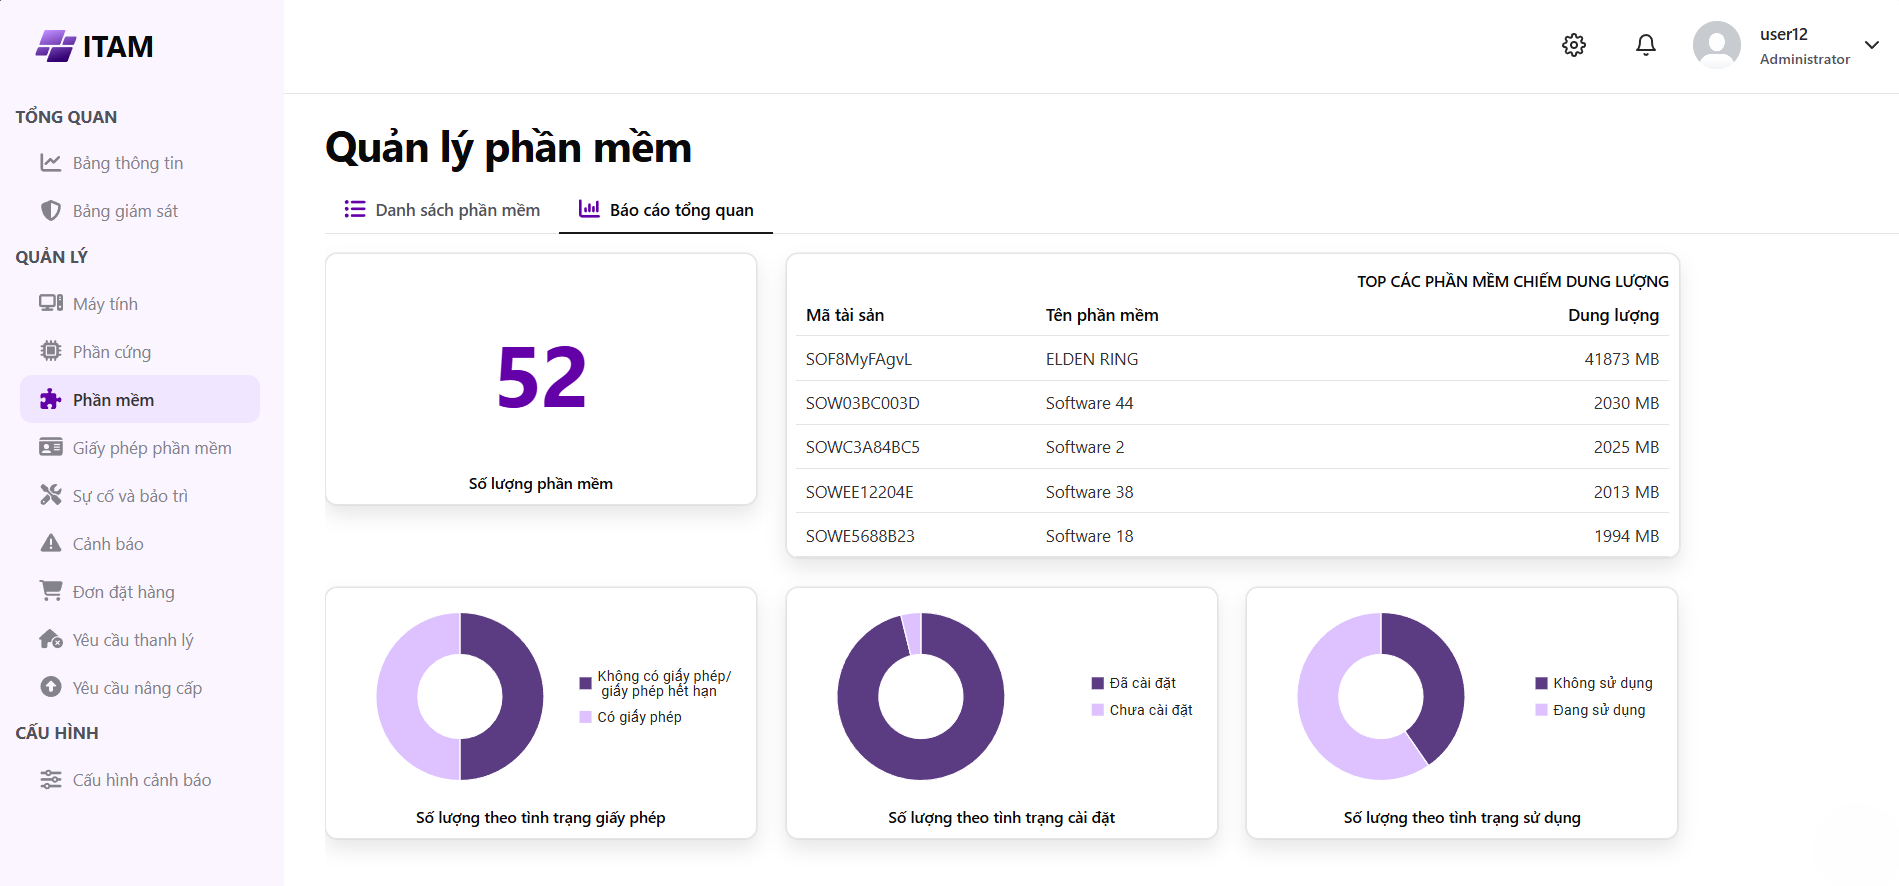 ITAM
user12
Administrator
TỔNG QUAN
Bảng thông tin
Bảng giám sát
QUẢN LÝ
Máy tính
Phần cứng
Phần mềm
Giấy phép phần mềm
Sự cố và bảo trì
Cảnh báo
Đơn đặt hàng
Yêu cầu thanh lý
Yêu cầu nâng cấp
CẤU HÌNH
Cấu hình cảnh báo
Quản lý phần mềm
Danh sách phần mềm
Báo cáo tổng quan
52
Số lượng phần mềm
TOP CÁC PHẦN MỀM CHIẾM DUNG LƯỢNG
Mã tài sản Tên phần mềm Dung lượng
SOF8MyFAgvL ELDEN RING 41873 MB
SOW03BC003D Software 44 2030 MB
SOWC3A84BC5 Software 2 2025 MB
SOWEE12204E Software 38 2013 MB
SOWE5688B23 Software 18 1994 MB
Không có giấy phép/
giấy phép hết hạn
Có giấy phép
Số lượng theo tình trạng giấy phép
Đã cài đặt
Chưa cài đặt
Số lượng theo tình trạng cài đặt
Không sử dụng
Đang sử dụng
Số lượng theo tình trạng sử dụng